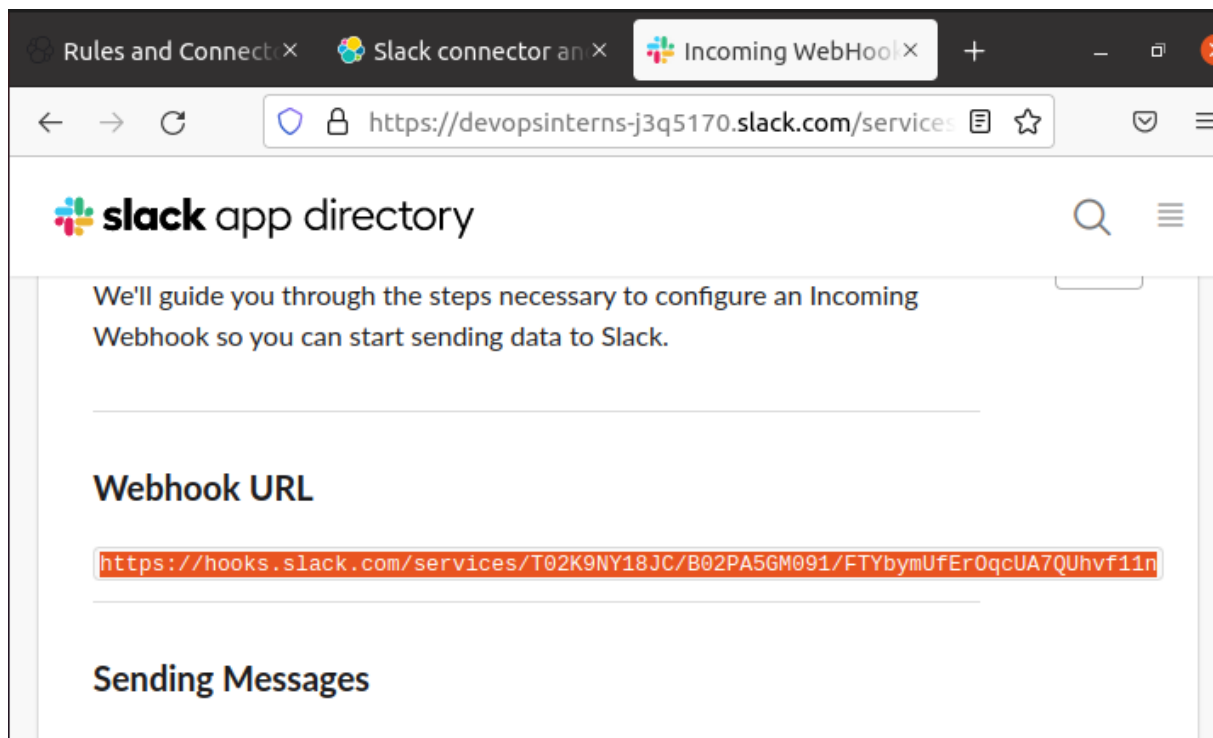 Rules and Connecto
Slack connector an
Incoming WebHook
https://devopsinterns-j3q5170.slack.com/services
slack app directory
We'll guide you through the steps necessary to configure an Incoming
Webhook so you can start sending data to Slack.
Webhook URL
https://hooks.slack.com/services/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
Sending Messages